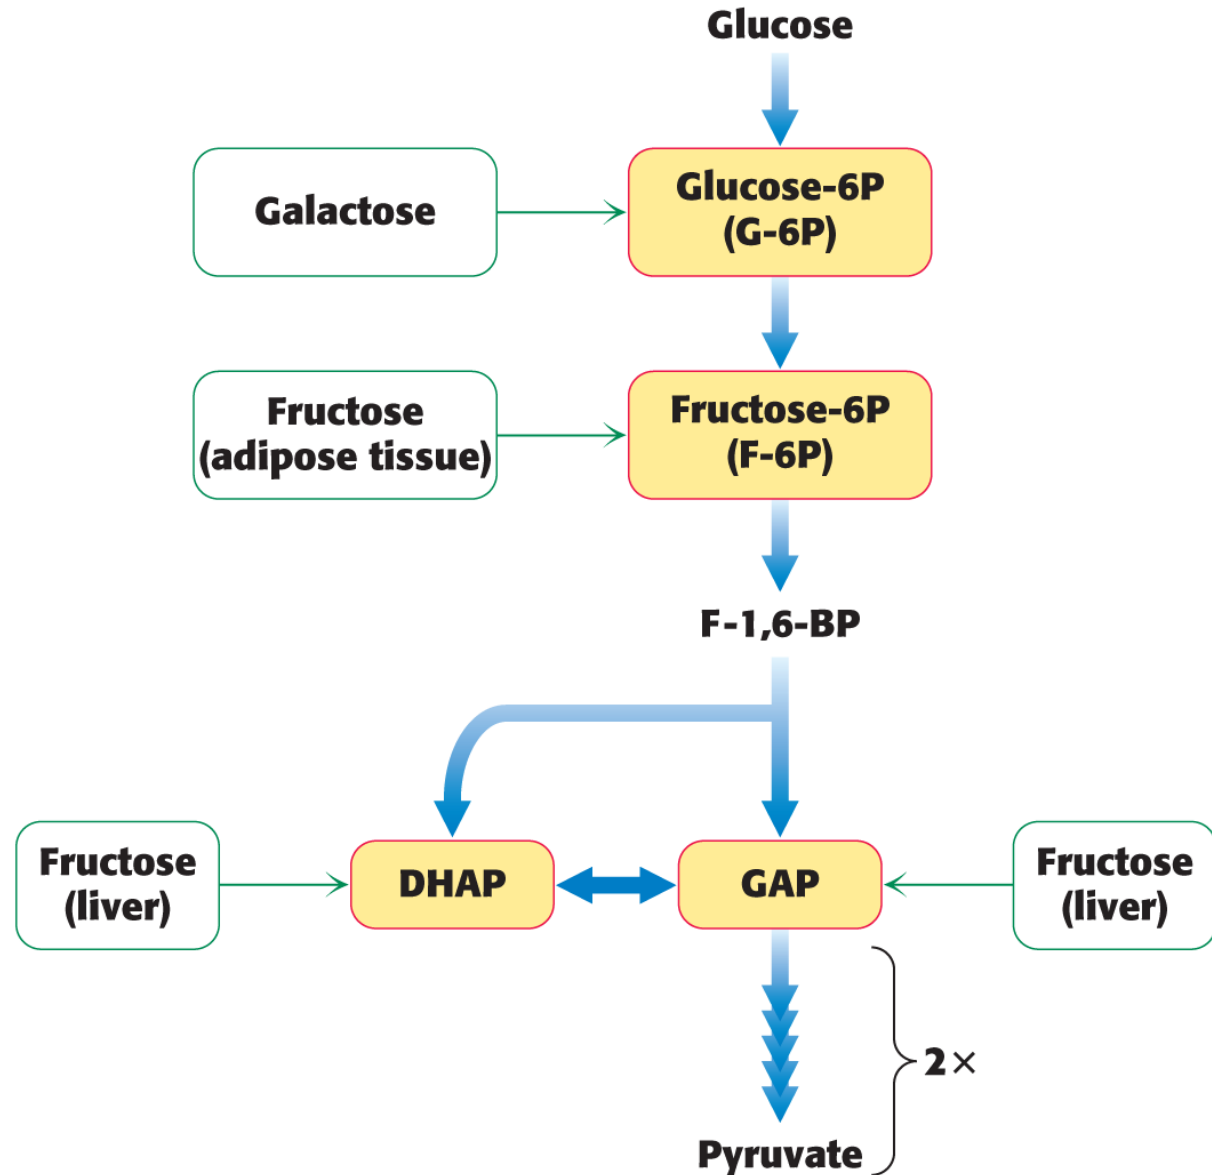 Glucose
Galactose
Glucose-6P
(G-6P)
Fructose
(adipose tissue)
Fructose-6P
(F-6P)
F-1,6-BP
Fructose
(liver)
DHAP
GAP
Fructose
(liver)
2×
Pyruvate